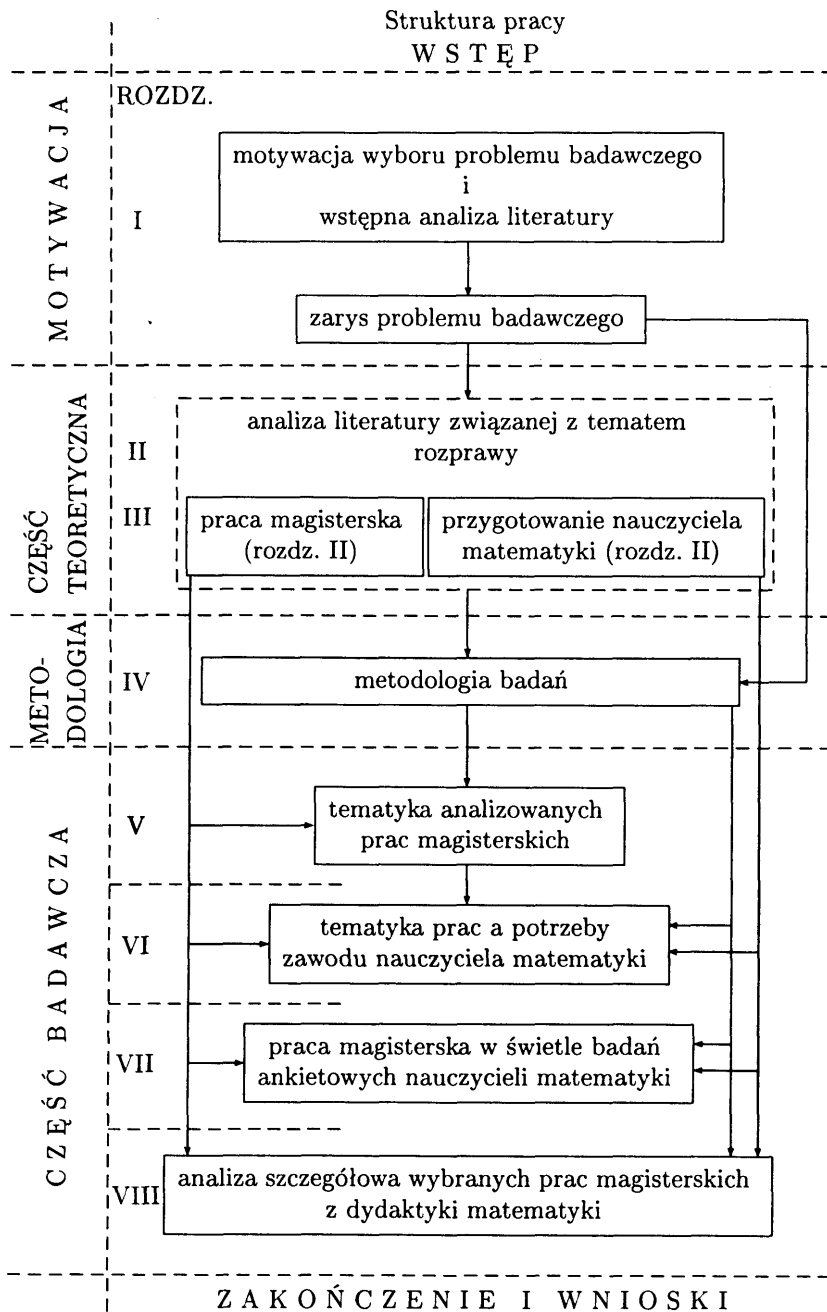 Struktura pracy
WSTĘP
MOTYWACJA
ROZDZ.
I
motywacja wyboru problemu badawczego
i
wstępna analiza literatury
zarys problemu badawczego
CZĘŚĆ
TEORETYCZNA
II
analiza literatury związanej z tematem
rozprawy
III
praca magisterska
(rozdz. II)
przygotowanie nauczyciela
matematyki (rozdz. II)
METO-
DOLOGIA
IV
metodologia badań
CZĘŚĆ BADAWCZA
V
tematyka analizowanych
prac magisterskich
VI
tematyka prac a potrzeby
zawodu nauczyciela matematyki
VII
praca magisterska w świetle badań
ankietowych nauczycieli matematyki
VIII
analiza szczegółowa wybranych prac magisterskich
z dydaktyki matematyki
ZAKOŃCZENIE I WNIOSKI